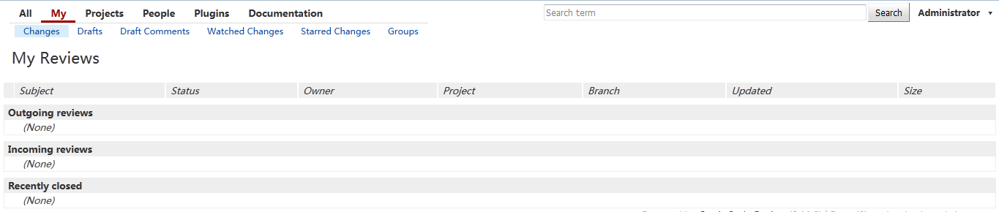 All My Projects People Plugins Documentation Search term Search Administrator
Changes Drafts Draft Comments Watched Changes Starred Changes Groups
My Reviews
Subject Status Owner Project Branch Updated Size
Outgoing reviews
(None)
Incoming reviews
(None)
Recently closed
(None)